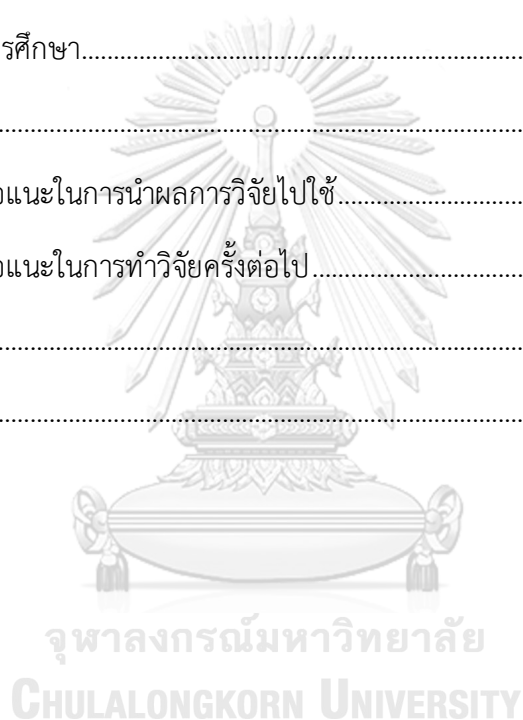 รศึกษา........................................................................
........................................................................................
แนะในการนำผลการวิจัยไปใช้..............................
แนะในการทำวิจัยครั้งต่อไป..................................
........................................................................................
........................................................................................
จุฬาลงกรณ์มหาวิทยาลัย
CHULALONGKORN UNIVERSITY